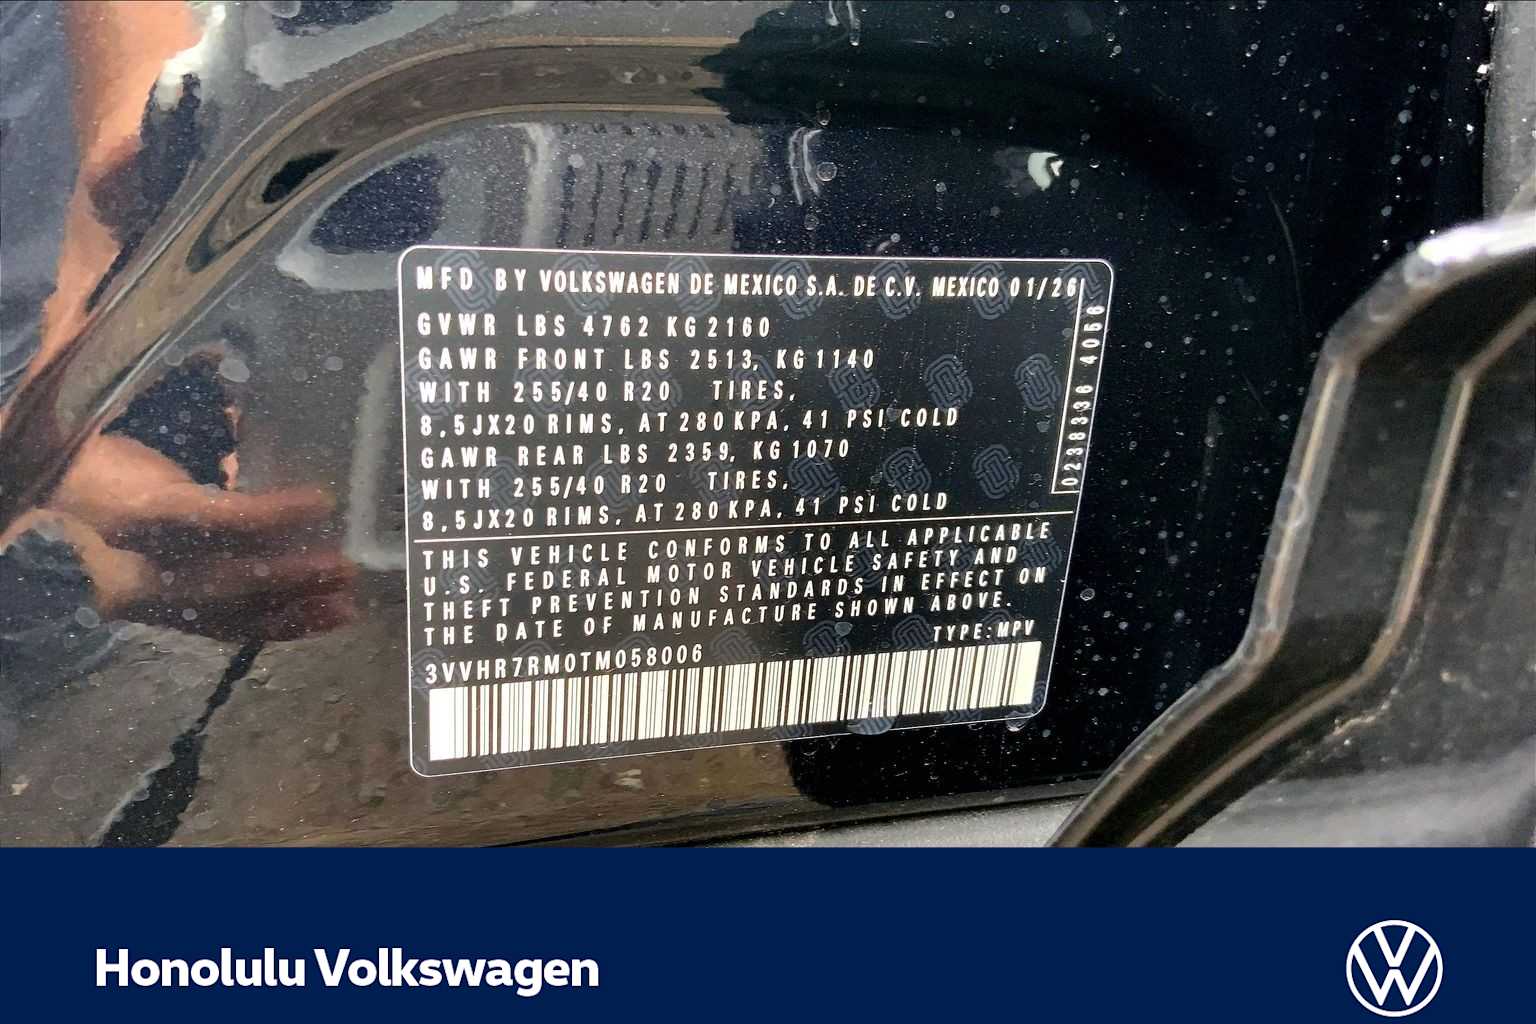 MFD BY VOLKSWAGEN DE MEXICO S.A. DE C.V. MEXICO 01/26
GVWR LBS 4762 KG 2160
GAWR FRONT LBS 2513, KG 1140
WITH 255/40 R20 TIRES,
8,5JX20 RIMS, AT 280 KPA, 41 PSI COLD
GAWR REAR LBS 2359, KG 1070
WITH 255/40 R20 TIRES,
8,5JX20 RIMS, AT 280 KPA, 41 PSI COLD
0238336 4056
THIS VEHICLE CONFORMS TO ALL APPLICABLE
U.S. FEDERAL MOTOR VEHICLE SAFETY AND
THEFT PREVENTION STANDARDS IN EFFECT ON
THE DATE OF MANUFACTURE SHOWN ABOVE.
TYPE: MPV
3VVHR7RM0TM058006
Honolulu Volkswagen